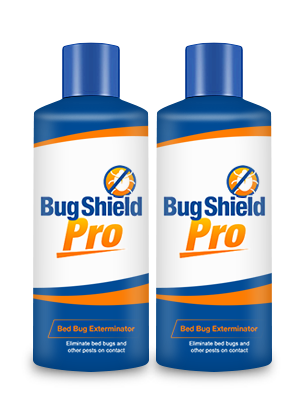 Bug Shield
Pro
Bed Bug Exterminator
Eliminate bed bugs and
other pests on contact
Bug Shield
Pro
Bed Bug Exterminator
Eliminate bed bugs and
other pests on contact